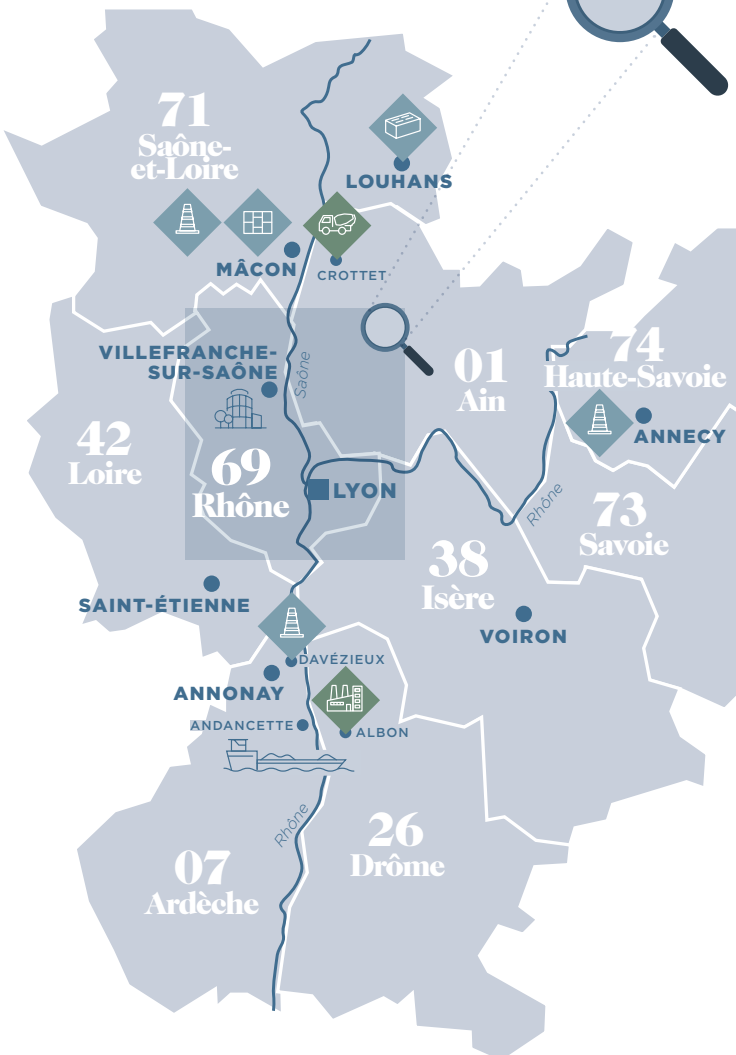 71
Saône-
et-Loire
LOUHANS
MÂCON
CROTTET
VILLEFRANCHE-
SUR-SAÔNE
Saône
01
Ain
74
Haute-Savoie
ANNECY
42
Loire
69
Rhône
LYON
Rhône
73
Savoie
38
Isère
SAINT-ÉTIENNE
VOIRON
DAVÉZIEUX
ANNONAY
ANDANCETTE
ALBON
Rhône
26
Drôme
07
Ardèche